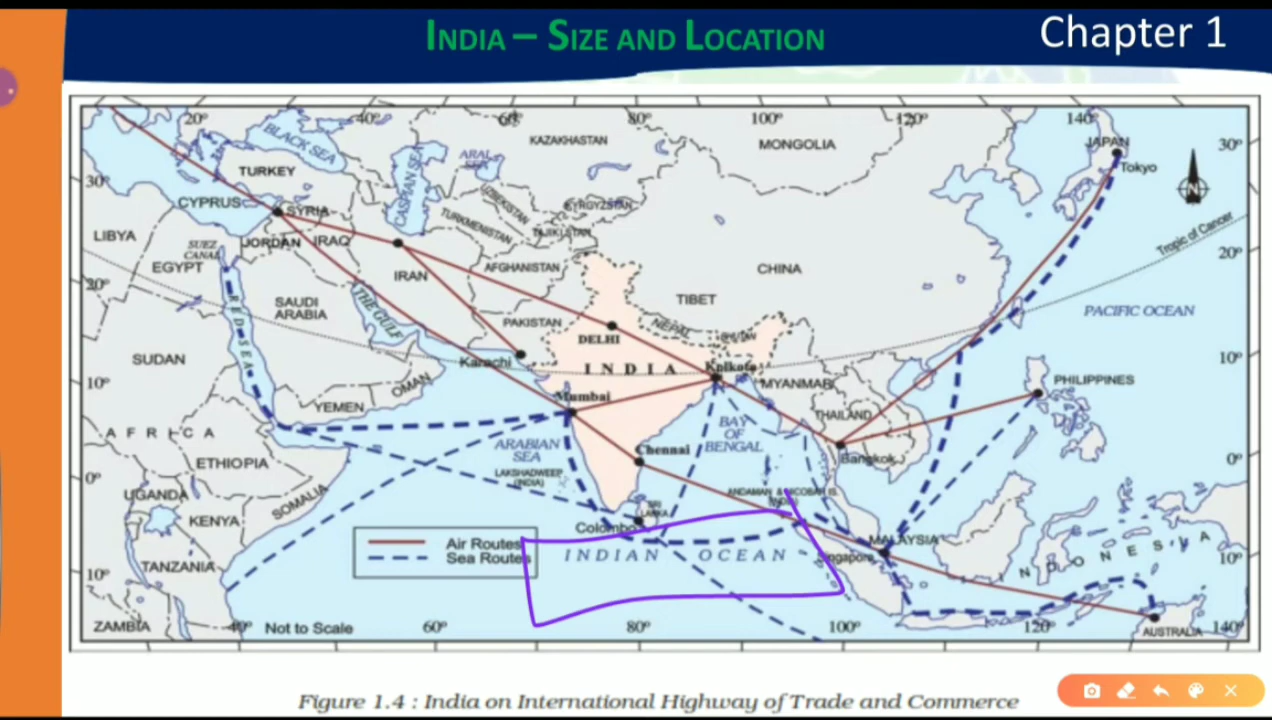 INDIA – SIZE AND LOCATION
Chapter 1
20° 40° 60° 80° 100° 120° 140°
BLACK SEA
KAZAKHSTAN
MONGOLIA
JAPAN
30°
ARAL SEA
CASPIAN SEA
TURKEY
Tokyo
30°
UZBEKISTAN
KYRGYZSTAN
N
CYPRUS
SYRIA
TURKMENISTAN
TAJIKISTAN
Tropic of Cancer
LIBYA
SUEZ CANAL
JORDAN
IRAQ
20°
EGYPT
IRAN
AFGHANISTAN
CHINA
20°
SAUDI ARABIA
THE GULF
TIBET
RED SEA
PACIFIC OCEAN
PAKISTAN
NEPAL
BHUTAN
DELHI
SUDAN
Karachi
INDIA
Kolkata
10°
10°
OMAN
MYANMAR
PHILIPPINES
YEMEN
Mumbai
THAILAND
AFRICA
ARABIAN SEA
BAY OF BENGAL
Chennai
Bangkok
0°
ETHIOPIA
LAKSHADWEEP (INDIA)
0°
UGANDA
SOMALIA
ANDAMAN & NICOBAR IS. (INDIA)
SRI LANKA
KENYA
Colombo
MALAYSIA
INDONESIA
Air Routes
Sea Routes
INDIAN OCEAN
Singapore
10°
TANZANIA
10°
ZAMBIA
40°
Not to Scale
60° 80° 100° 120°
AUSTRALIA
140°
Figure 1.4 : India on International Highway of Trade and Commerce